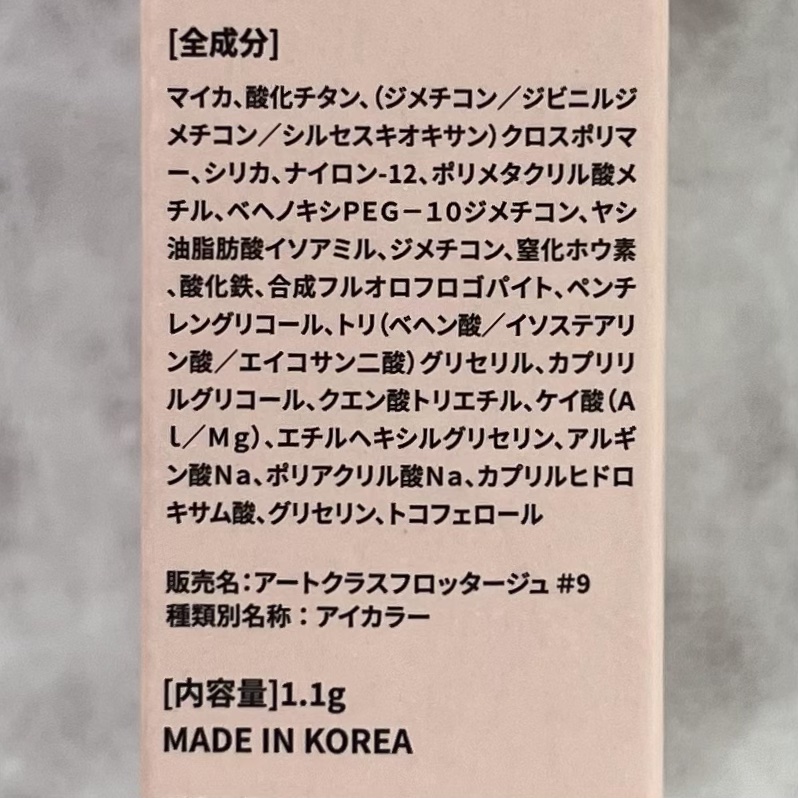 [全成分]
マイカ、酸化チタン、(ジメチコン／ジビニルジ
メチコン／シルセスキオキサン)クロスポリマ
ー、シリカ、ナイロン-12、ポリメタクリル酸メ
チル、ベヘノキシPEG－10ジメチコン、ヤシ
油脂肪酸イソアミル、ジメチコン、窒化ホウ素
、酸化鉄、合成フルオロフロゴパイト、ペンチ
レングリコール、トリ(ベヘン酸／イソステアリ
ン酸／エイコサン二酸)グリセリル、カプリリ
ルグリコール、クエン酸トリエチル、ケイ酸(A
l／Mg)、エチルヘキシルグリセリン、アルギ
ン酸Na、ポリアクリル酸Na、カプリルヒドロ
キサム酸、グリセリン、トコフェロール
販売名：アートクラスフロッタージュ #9
種類別名称：アイカラー
[内容量]1.1g
MADE IN KOREA